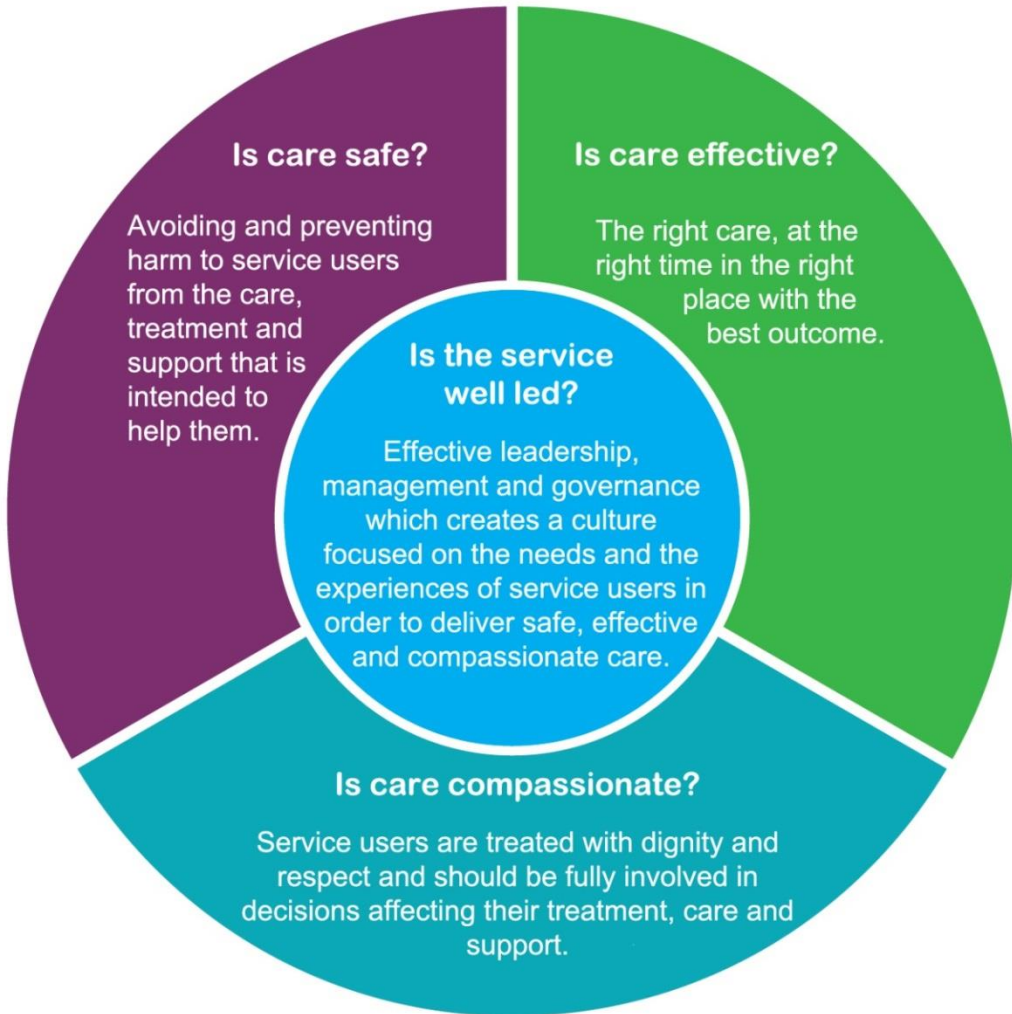 Is care safe?
Avoiding and preventing
harm to service users
from the care,
treatment and
support that is
intended to
help them.
Is care effective?
The right care, at the
right time in the right
place with the
best outcome.
Is the service
well led?
Effective leadership,
management and governance
which creates a culture
focused on the needs and the
experiences of service users in
order to deliver safe, effective
and compassionate care.
Is care compassionate?
Service users are treated with dignity and
respect and should be fully involved in
decisions affecting their treatment, care and
support.